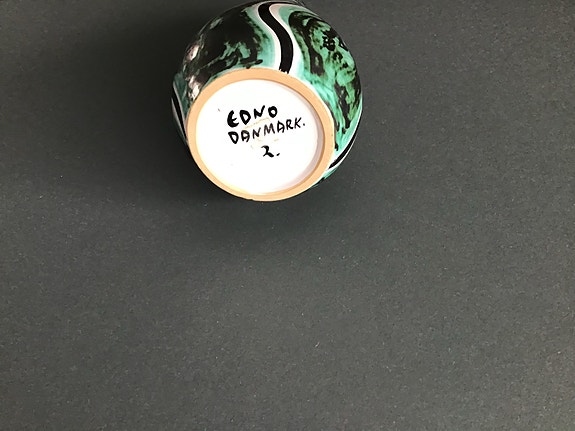 EDNO
DANMARK.
2.